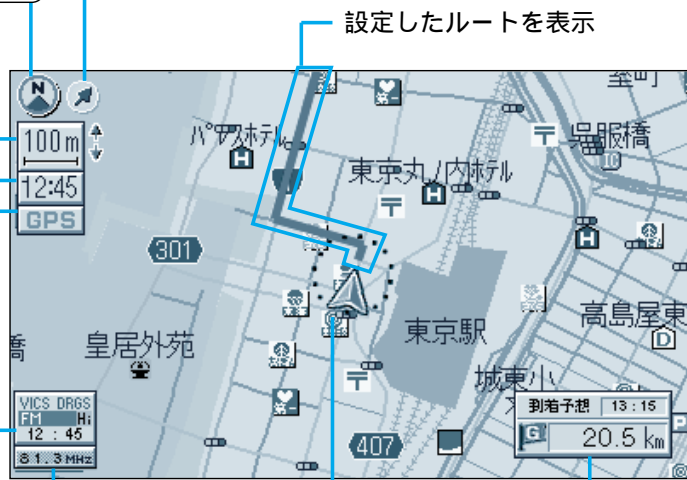 設定したルートを表示
N
室町
100m
パレスホテル
〒
呉服橋
IC
H
東京丸ノ内ホテル
H
12:45
〒
GPS
H
301
高島屋東
東京駅
皇居外苑
橋
D
城東小
〒
VICS DRGS
FM Hi
12 : 45
到着予想 13:15
G 20.5 km
P
407
81.3MHz